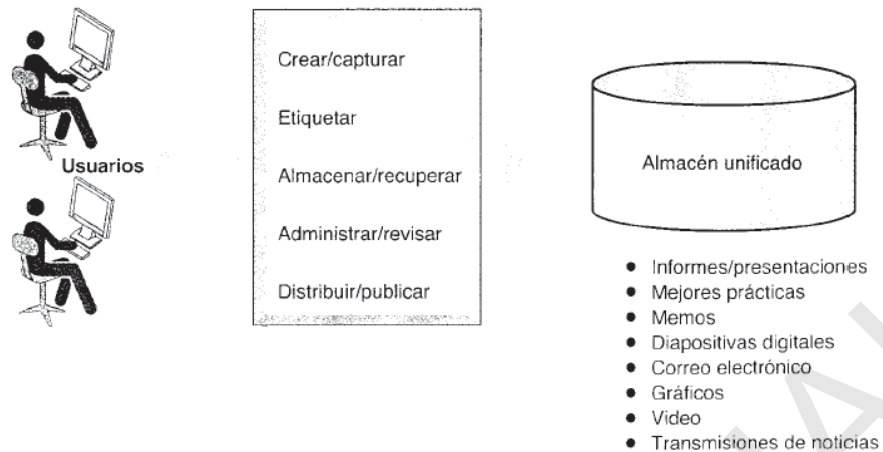 Usuarios
Crear/capturar
Etiquetar
Almacenar/recuperar
Administrar/revisar
Distribuir/publicar
Almacén unificado
• Informes/presentaciones
• Mejores prácticas
• Memos
• Diapositivas digitales
• Correo electrónico
• Gráficos
• Video
• Transmisiones de noticias